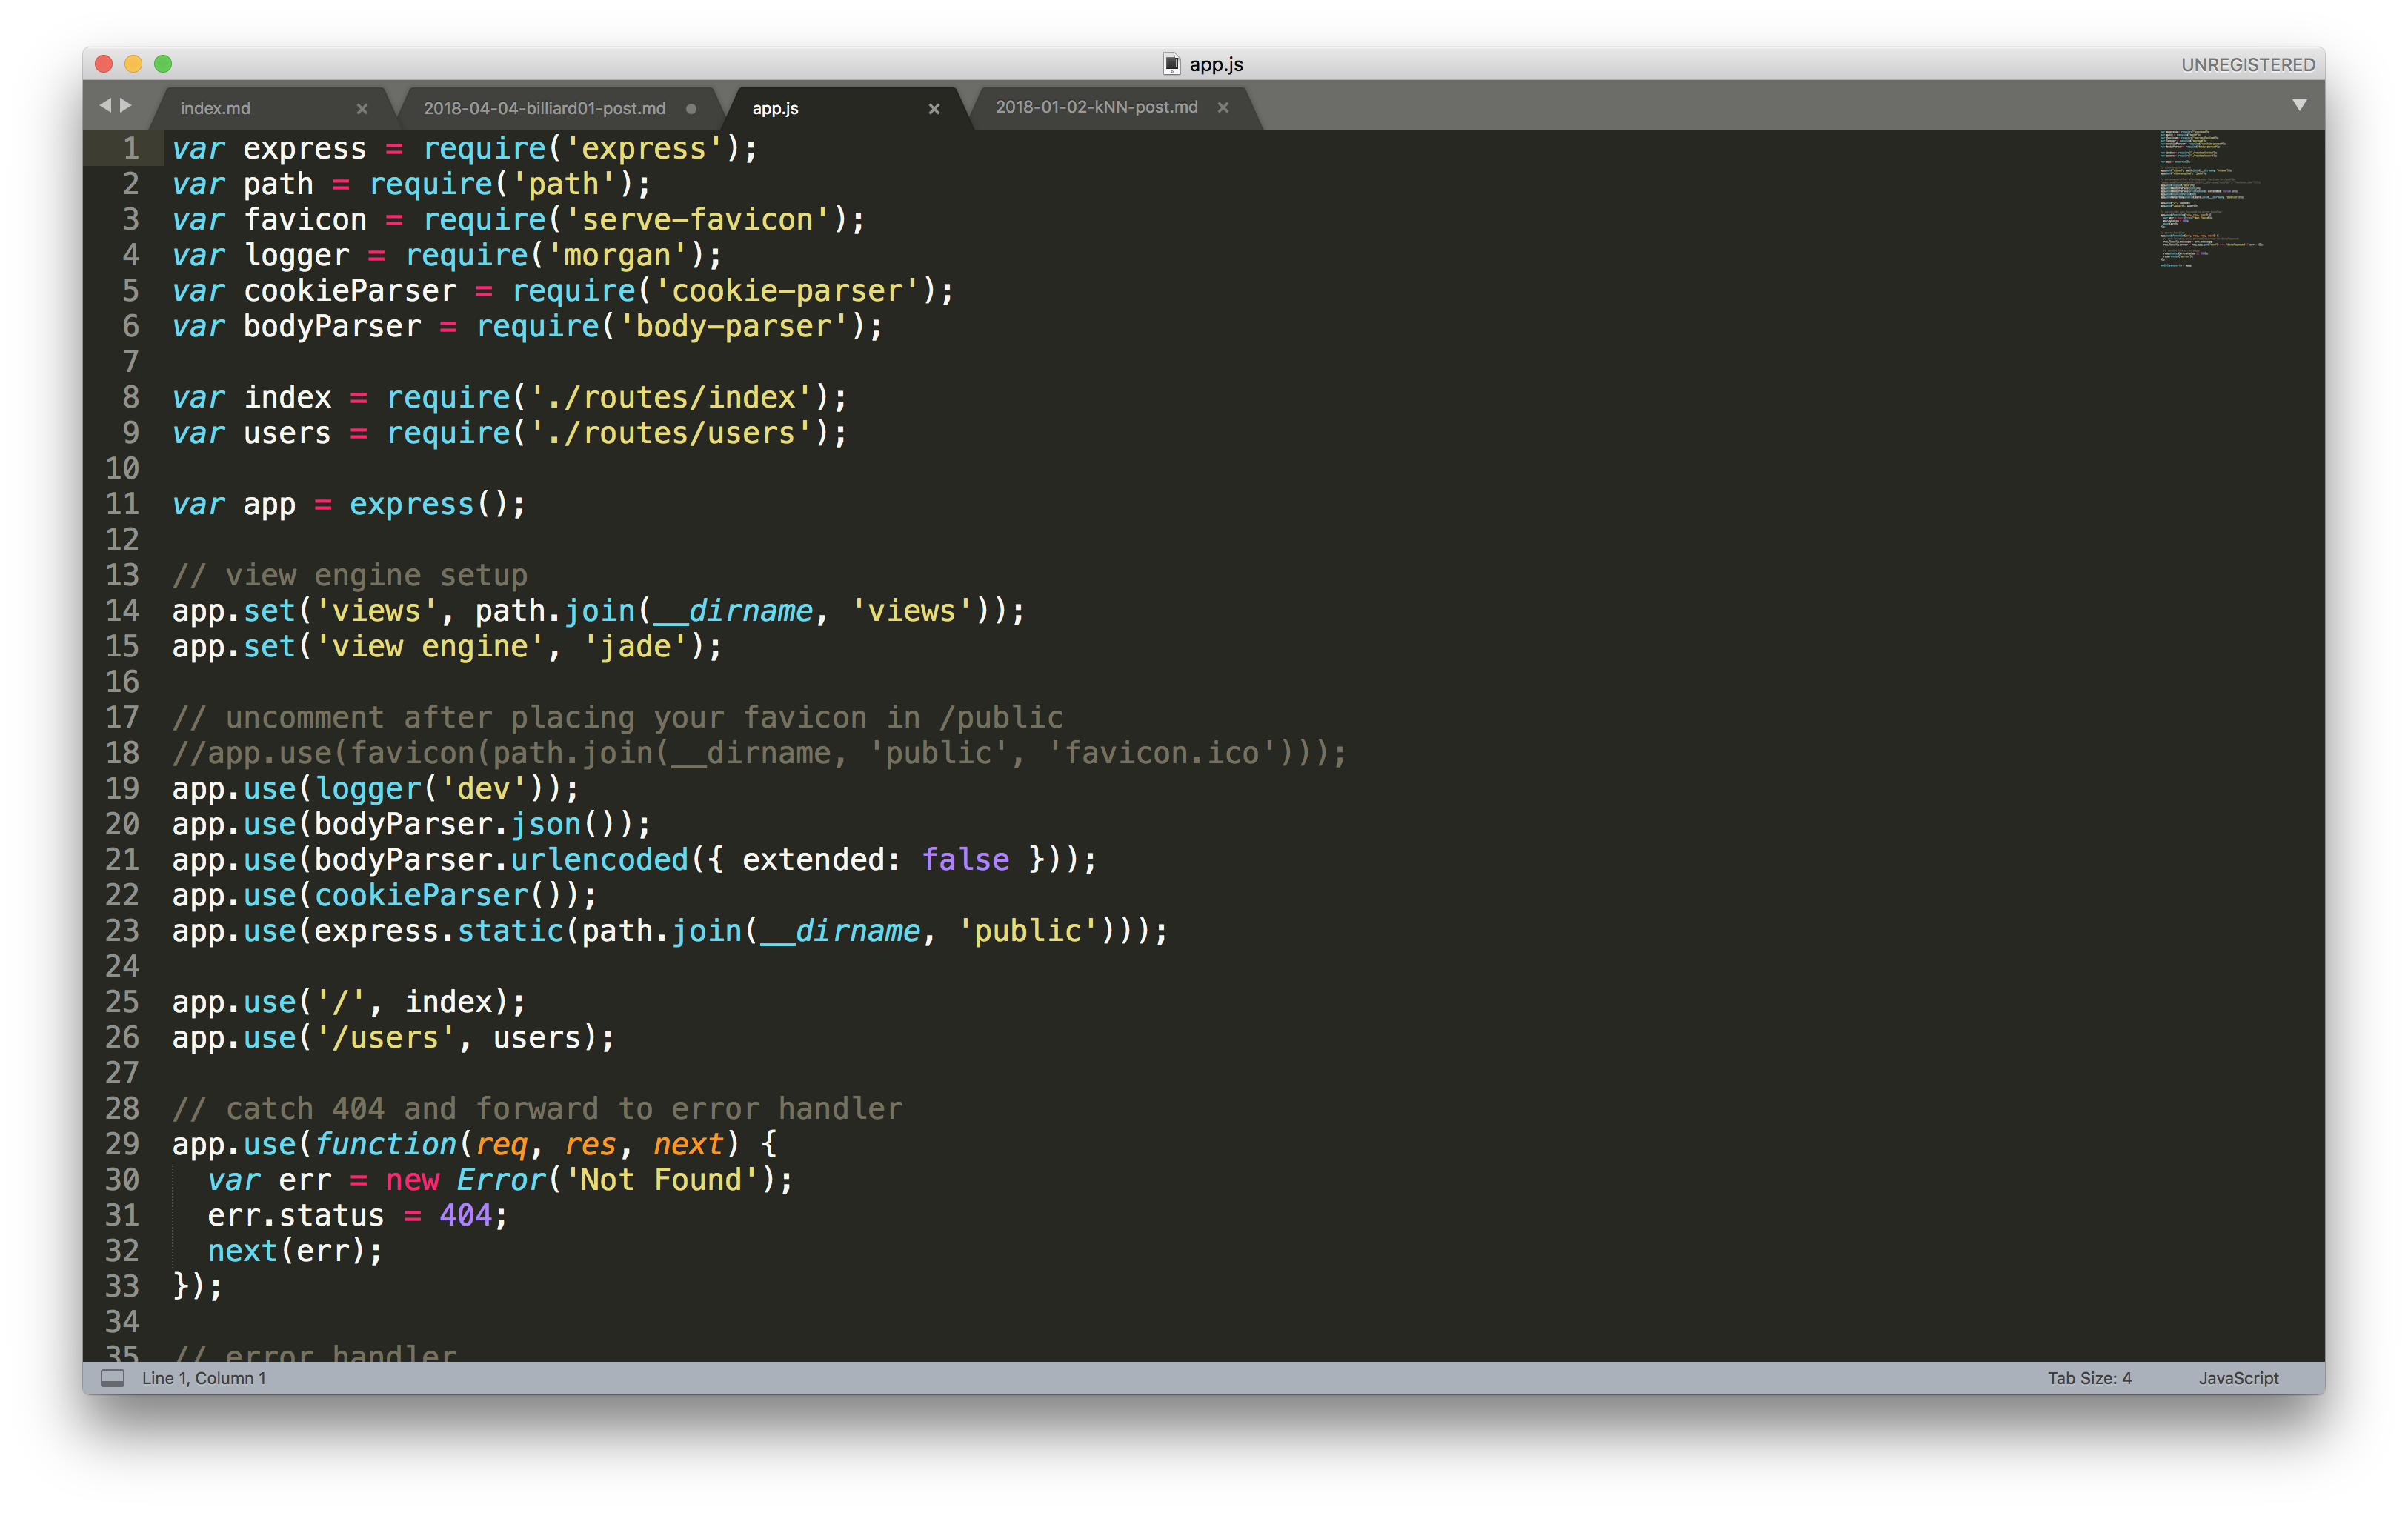 app.js
UNREGISTERED
index.md
2018-04-04-billiard01-post.md
app.js
2018-01-02-kNN-post.md
1 var express = require('express');
2 var path = require('path');
3 var favicon = require('serve-favicon');
4 var logger = require('morgan');
5 var cookieParser = require('cookie-parser');
6 var bodyParser = require('body-parser');
7
8 var index = require('./routes/index');
9 var users = require('./routes/users');
10
11 var app = express();
12
13 // view engine setup
14 app.set('views', path.join(__dirname, 'views'));
15 app.set('view engine', 'jade');
16
17 // uncomment after placing your favicon in /public
18 //app.use(favicon(path.join(__dirname, 'public', 'favicon.ico')));
19 app.use(logger('dev'));
20 app.use(bodyParser.json());
21 app.use(bodyParser.urlencoded({ extended: false }));
22 app.use(cookieParser());
23 app.use(express.static(path.join(__dirname, 'public')));
24
25 app.use('/', index);
26 app.use('/users', users);
27
28 // catch 404 and forward to error handler
29 app.use(function(req, res, next) {
30   var err = new Error('Not Found');
31   err.status = 404;
32   next(err);
33 });
34
35 // error handler
Line 1, Column 1
Tab Size: 4
JavaScript